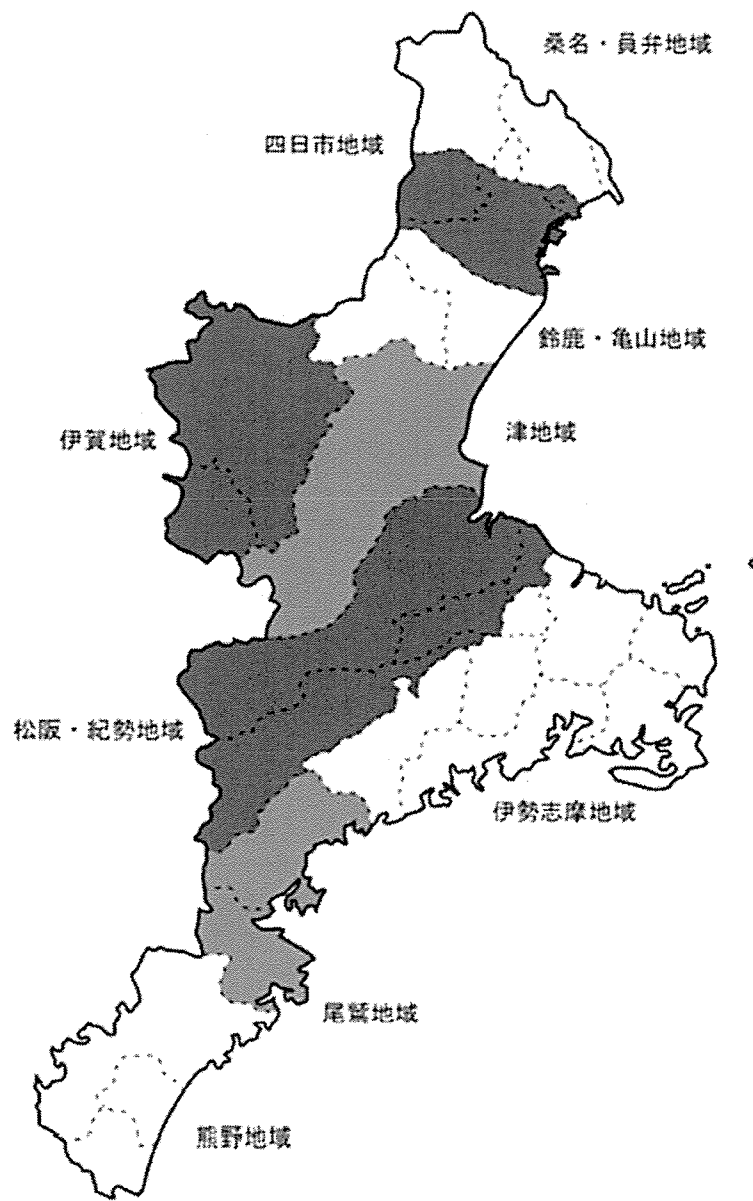 桑名・員弁地域
四日市地域
鈴鹿・亀山地域
津地域
伊賀地域
松阪・紀勢地域
伊勢志摩地域
尾鷲地域
熊野地域